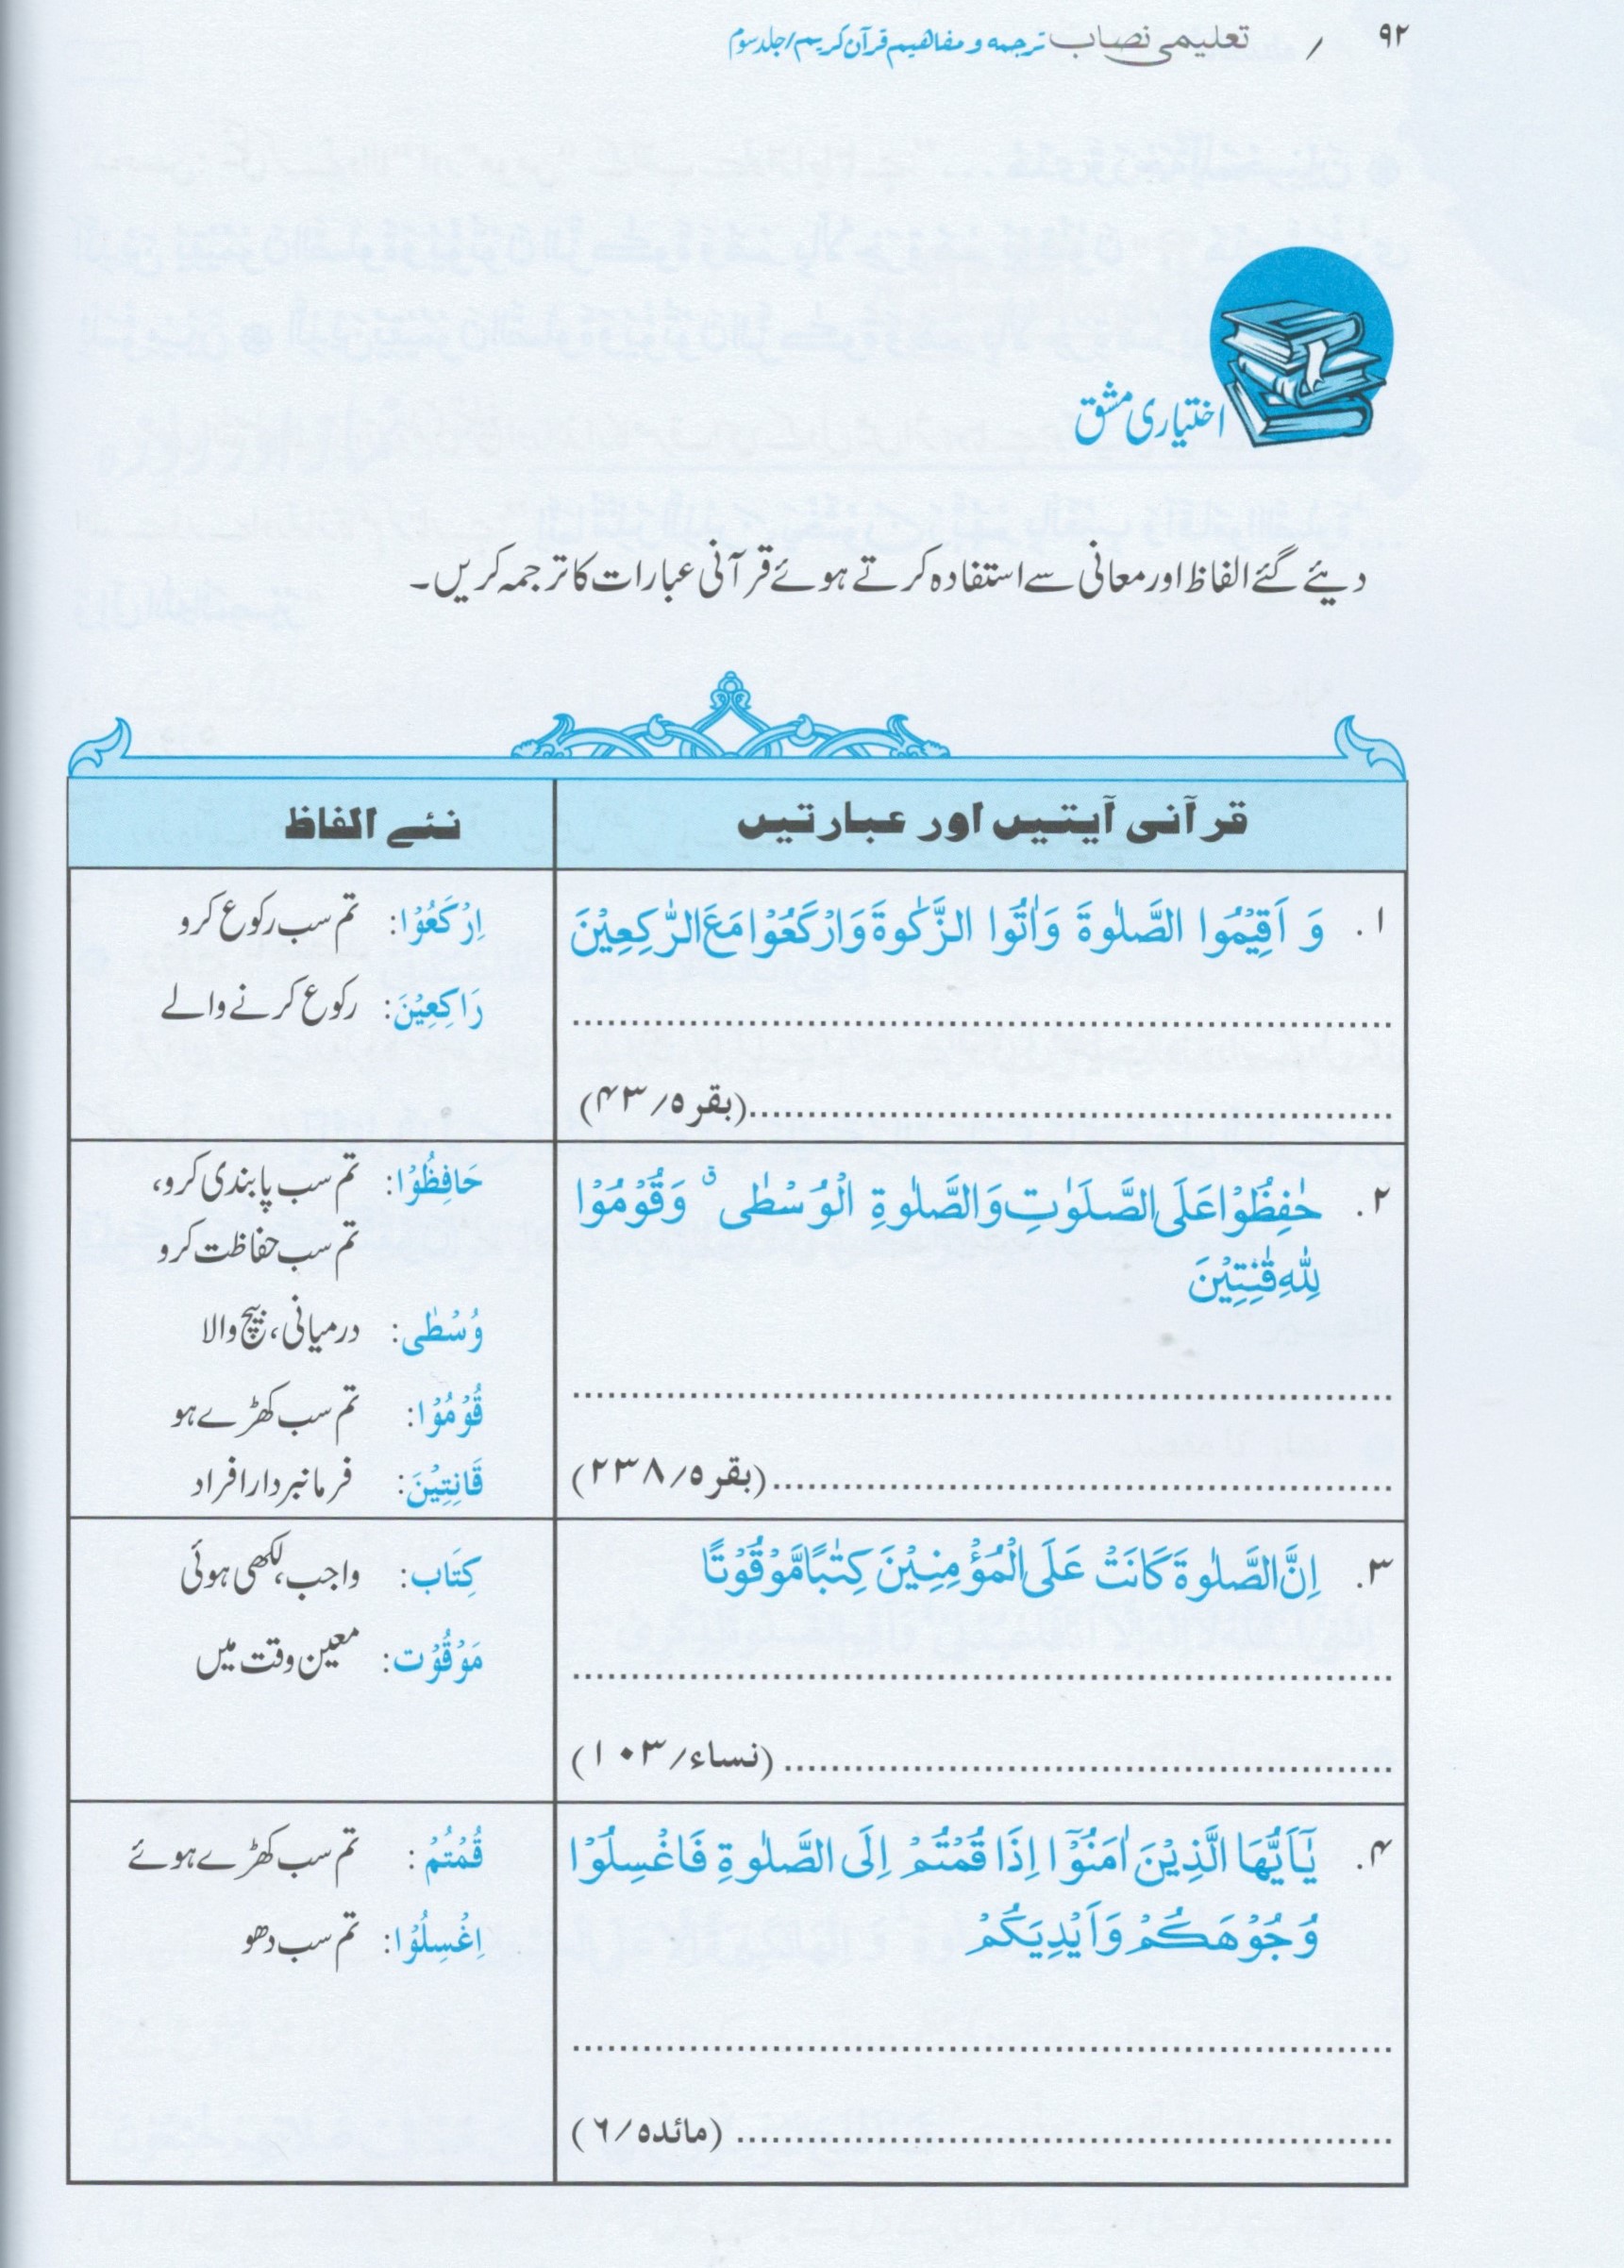 ۹۲ / تعلیمی نصاب ترجمه و مفاهیم قرآن کریم/جلد سوم
اختیاری مشق
دیئے گئے الفاظ اور معانی سے استفادہ کرتے ہوئے قرآنی عبارات کا ترجمہ کریں۔
قرآنی آیتیں اور عبارتیں
نئے الفاظ
۱. وَ اَقِیْمُوا الصَّلٰوةَ وَاٰتُوا الزَّکٰوةَ وَارْکَعُوْا مَعَ الرّٰکِعِیْنَ
................................................................
................................................(بقرہ/۴۳)
اِرْکَعُوْا: تم سب رکوع کرو
رَاکِعِیْنَ: رکوع کرنے والے
۲. حٰفِظُوْا عَلَی الصَّلَوٰتِ وَالصَّلٰوةِ الْوُسْطٰی ۗ وَقُوْمُوْا
لِلّٰهِ قٰنِتِیْنَ
................................................................
................................................(بقرہ/۲۳۸)
حَافِظُوْا: تم سب پابندی کرو،
تم سب حفاظت کرو
وُسْطٰی: درمیانی، بیچ والا
قُوْمُوْا: تم سب کھڑے ہو
قَانِتِیْنَ: فرمانبردار افراد
۳. اِنَّ الصَّلٰوةَ کَانَتْ عَلَی الْمُؤْمِنِیْنَ کِتٰبًا مَّوْقُوْتًا
................................................................
................................................(نساء/۱۰۳)
کِتَاب: واجب، لکھی ہوئی
مَوْقُوْت: معین وقت میں
۴. یٰۤاَیُّهَا الَّذِیْنَ اٰمَنُوْۤا اِذَا قُمْتُمْ اِلَی الصَّلٰوةِ فَاغْسِلُوْا
وُجُوْهَکُمْ وَاَیْدِیَکُمْ
................................................................
................................................(مائدہ/۶)
قُمْتُمْ: تم سب کھڑے ہوئے
اِغْسِلُوْا: تم سب دھو